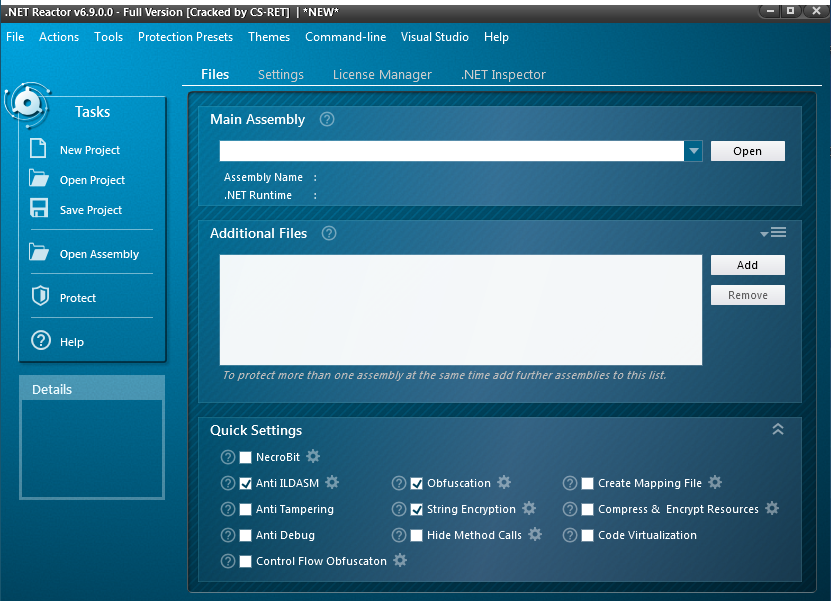 .NET Reactor v6.9.0.0 - Full Version [Cracked by CS-RET] | *NEW*
File Actions Tools Protection Presets Themes Command-line Visual Studio Help
Files Settings License Manager .NET Inspector
Tasks
New Project
Open Project
Save Project
Open Assembly
Protect
Help
Details
Main Assembly ?
Open
Assembly Name :
.NET Runtime :
Additional Files ?
Add
Remove
To protect more than one assembly at the same time add further assemblies to this list.
Quick Settings
? NecroBit
? Anti ILDASM ? Obfuscation ? Create Mapping File
? Anti Tampering ? String Encryption ? Compress & Encrypt Resources
? Anti Debug ? Hide Method Calls ? Code Virtualization
? Control Flow Obfuscaton